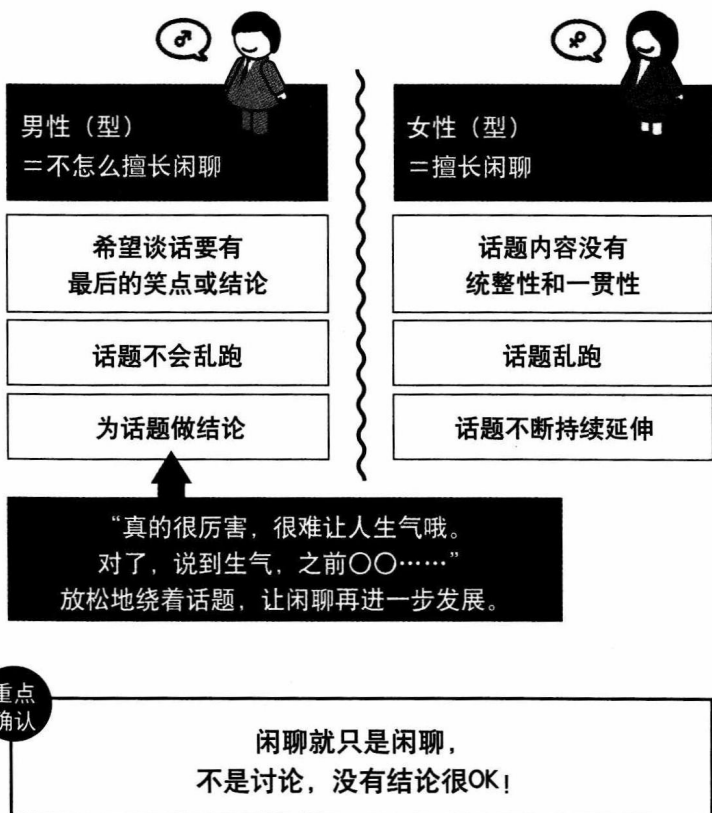 ♂
男性（型）
＝不怎么擅长闲聊
希望谈话要有
最后的笑点或结论
话题不会乱跑
为话题做结论
♀
女性（型）
＝擅长闲聊
话题内容没有
统整性和一贯性
话题乱跑
话题不断持续延伸
“真的很厉害，很难让人生气哦。
对了，说到生气，之前〇〇……”
放松地绕着话题，让闲聊再进一步发展。
重点
确认
闲聊就只是闲聊，
不是讨论，没有结论很OK！